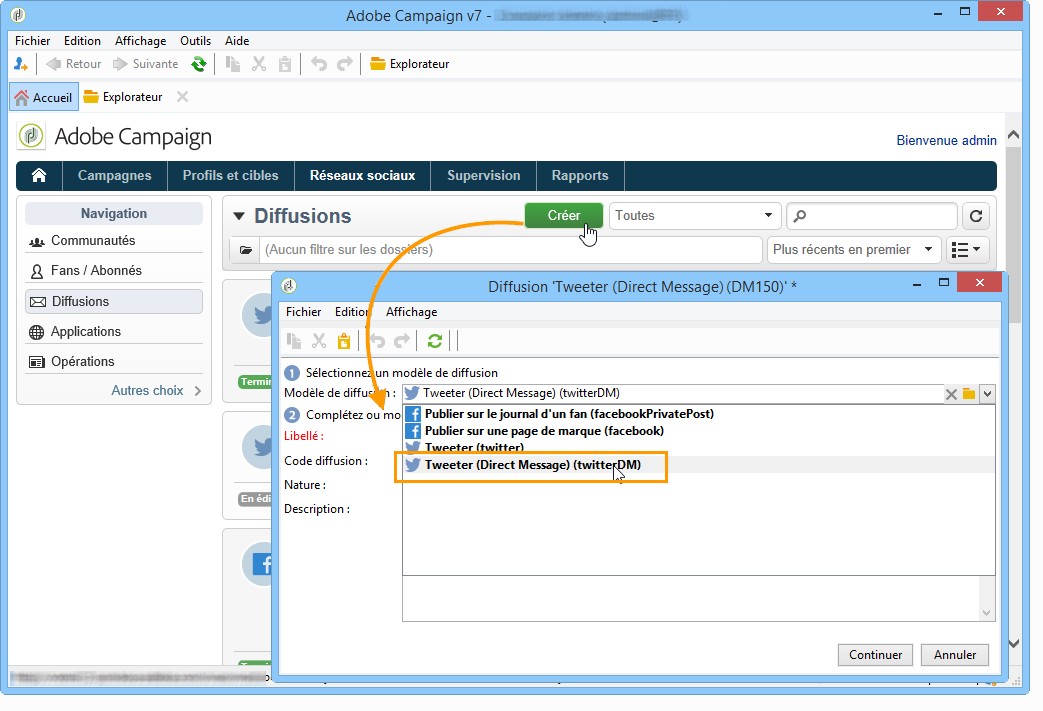 Adobe Campaign v7 -
Fichier Edition Affichage Outils Aide
Retour Suivante Explorateur
Accueil Explorateur
Adobe Campaign
Bienvenue admin
Campagnes Profils et cibles Réseaux sociaux Supervision Rapports
Navigation
Communautés
Fans / Abonnés
Diffusions
Applications
Opérations
Autres choix
Diffusions Créer Toutes
(Aucun filtre sur les dossiers) Plus récents en premier
Termin
En édi
Diffusion 'Tweeter (Direct Message) (DM150)' *
Fichier Edition Affichage
1 Sélectionnez un modèle de diffusion
Modèle de diffusion : Tweeter (Direct Message) (twitterDM)
2 Complétez ou mo
Publier sur le journal d'un fan (facebookPrivatePost)
Publier sur une page de marque (facebook)
Tweeter (twitter)
Tweeter (Direct Message) (twitterDM)
Libellé :
Code diffusion :
Nature :
Description :
Continuer Annuler